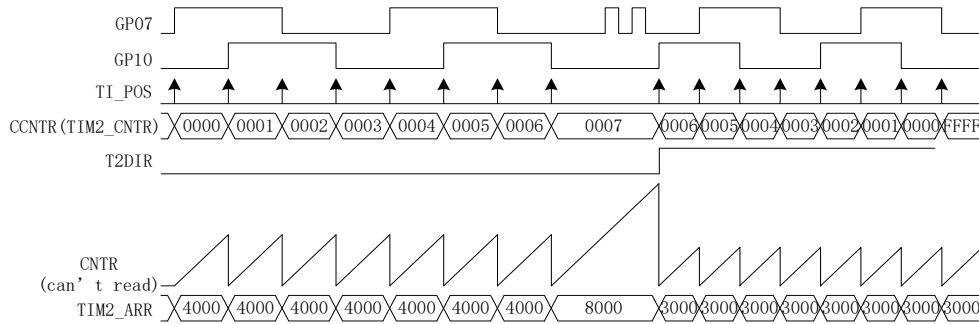 GP07
GP10
TI_POS
CCNTR(TIM2_CNTR) 0000 0001 0002 0003 0004 0005 0006 0007 0006 0005 0004 0003 0002 0001 0000 FFFF
T2DIR
CNTR
(can't read)
TIM2_ARR 4000 4000 4000 4000 4000 4000 4000 8000 3000 3000 3000 3000 3000 3000 3000 3000